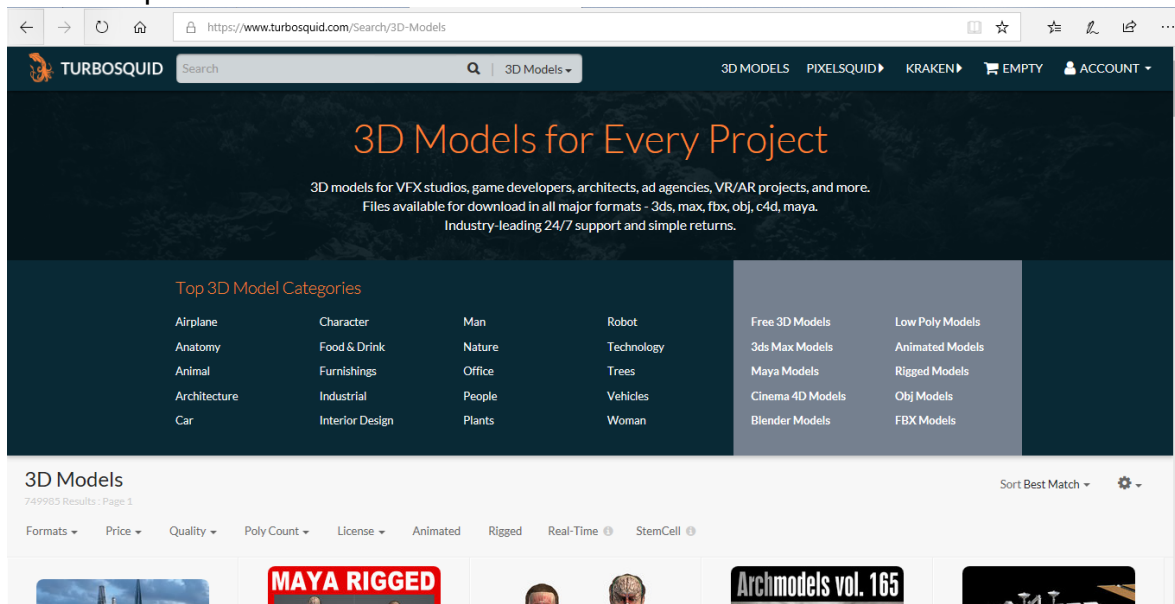 https://www.turbosquid.com/Search/3D-Models
TURBOSQUID Search 3D Models 3D MODELS PIXELSQUID KRAKEN EMPTY ACCOUNT
3D Models for Every Project
3D models for VFX studios, game developers, architects, ad agencies, VR/AR projects, and more.
Files available for download in all major formats - 3ds, max, fbx, obj, c4d, maya.
Industry-leading 24/7 support and simple returns.
Top 3D Model Categories
Airplane Character Man Robot Free 3D Models Low Poly Models
Anatomy Food & Drink Nature Technology 3ds Max Models Animated Models
Animal Furnishings Office Trees Maya Models Rigged Models
Architecture Industrial People Vehicles Cinema 4D Models Obj Models
Car Interior Design Plants Woman Blender Models FBX Models
3D Models
Sort Best Match
749985 Results : Page 1
Formats Price Quality Poly Count License Animated Rigged Real-Time StemCell
MAYA RIGGED Archmodels vol. 165